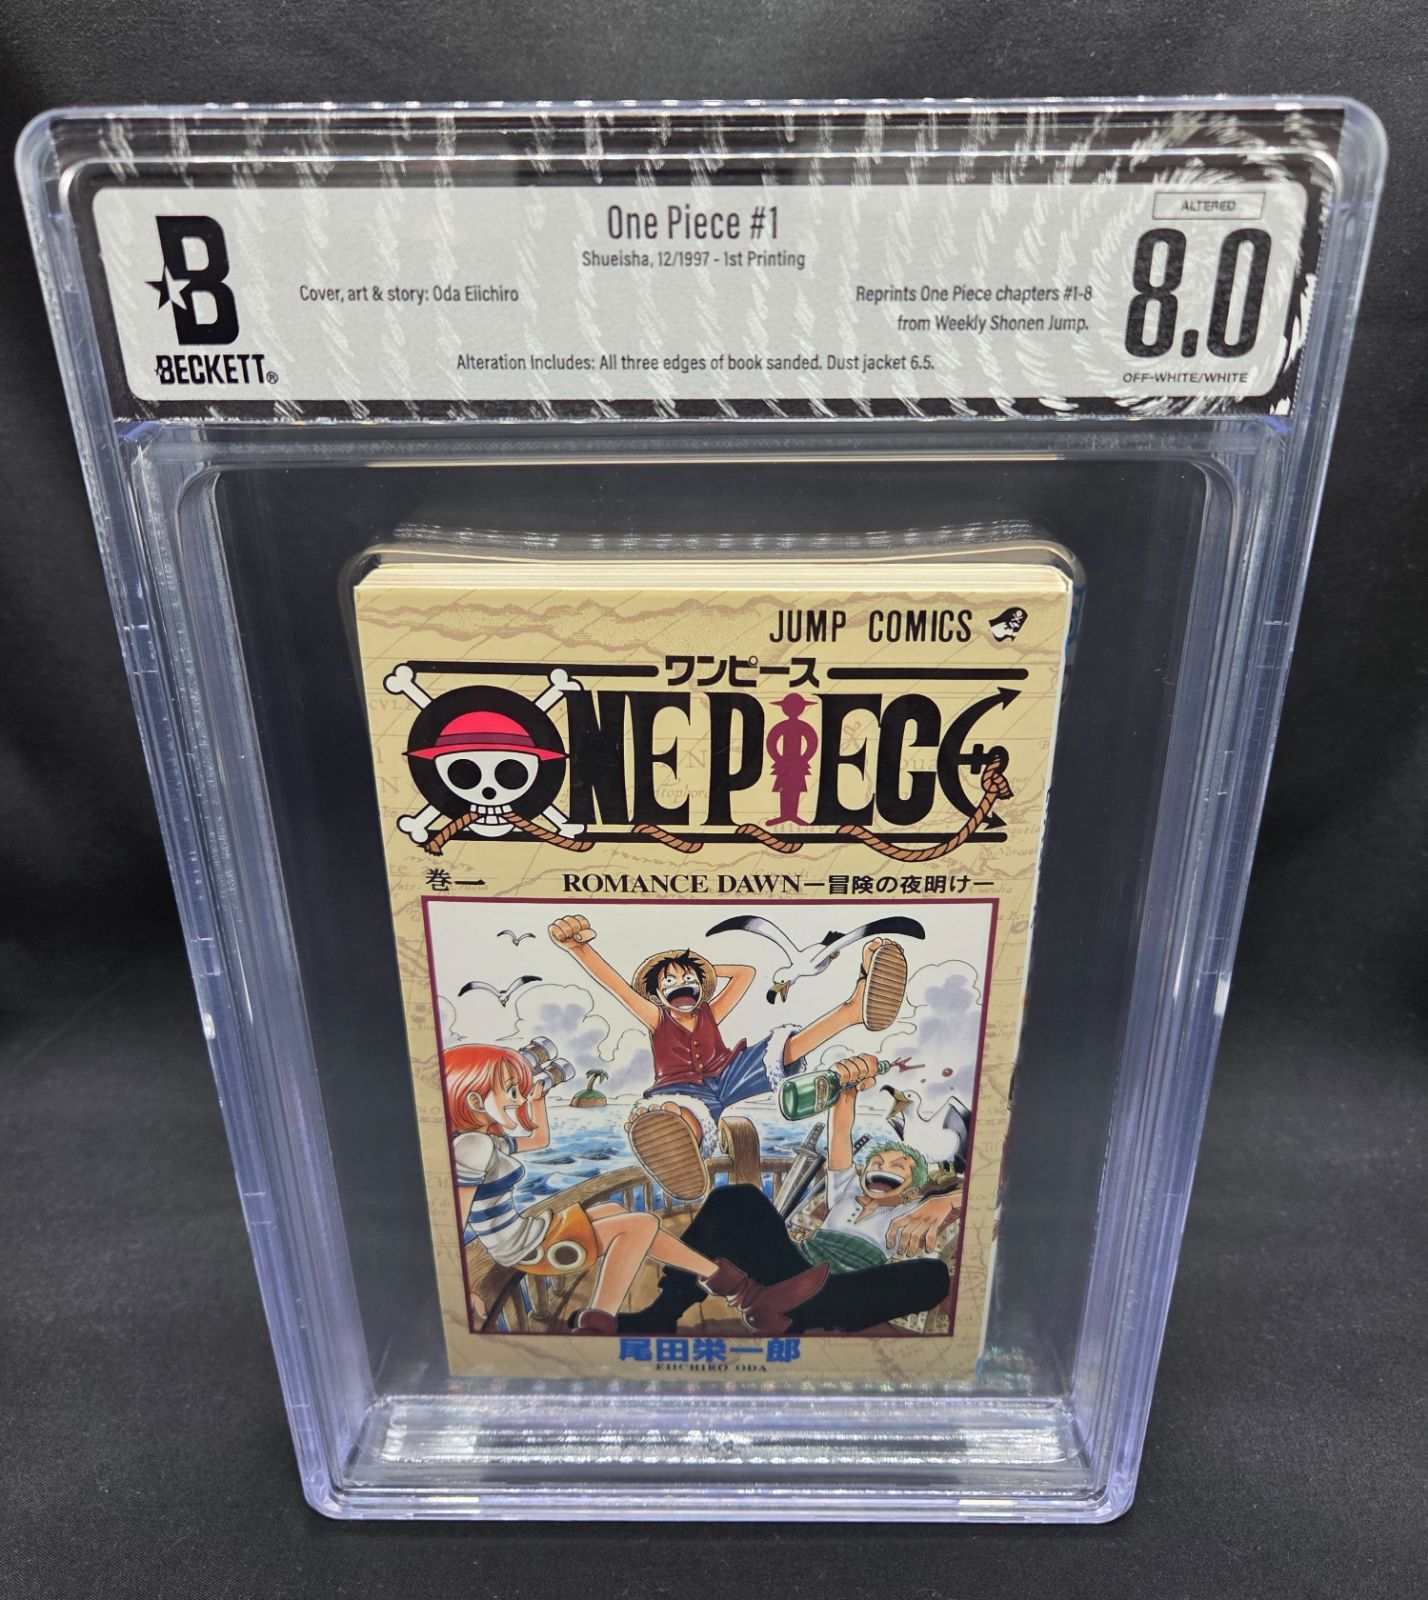 ALTERED
One Piece #1
Shueisha, 12/1997 - 1st Printing
Cover, art & story: Oda Eiichiro
Reprints One Piece chapters #1-8
from Weekly Shonen Jump.
8.0
BECKETT®
Alteration Includes: All three edges of book sanded. Dust jacket 6.5.
OFF-WHITE/WHITE
JUMP COMICS
ワンピース
ONE PIECE
巻一 ROMANCE DAWN—冒険の夜明け—
尾田栄一郎
EIICHIRO ODA